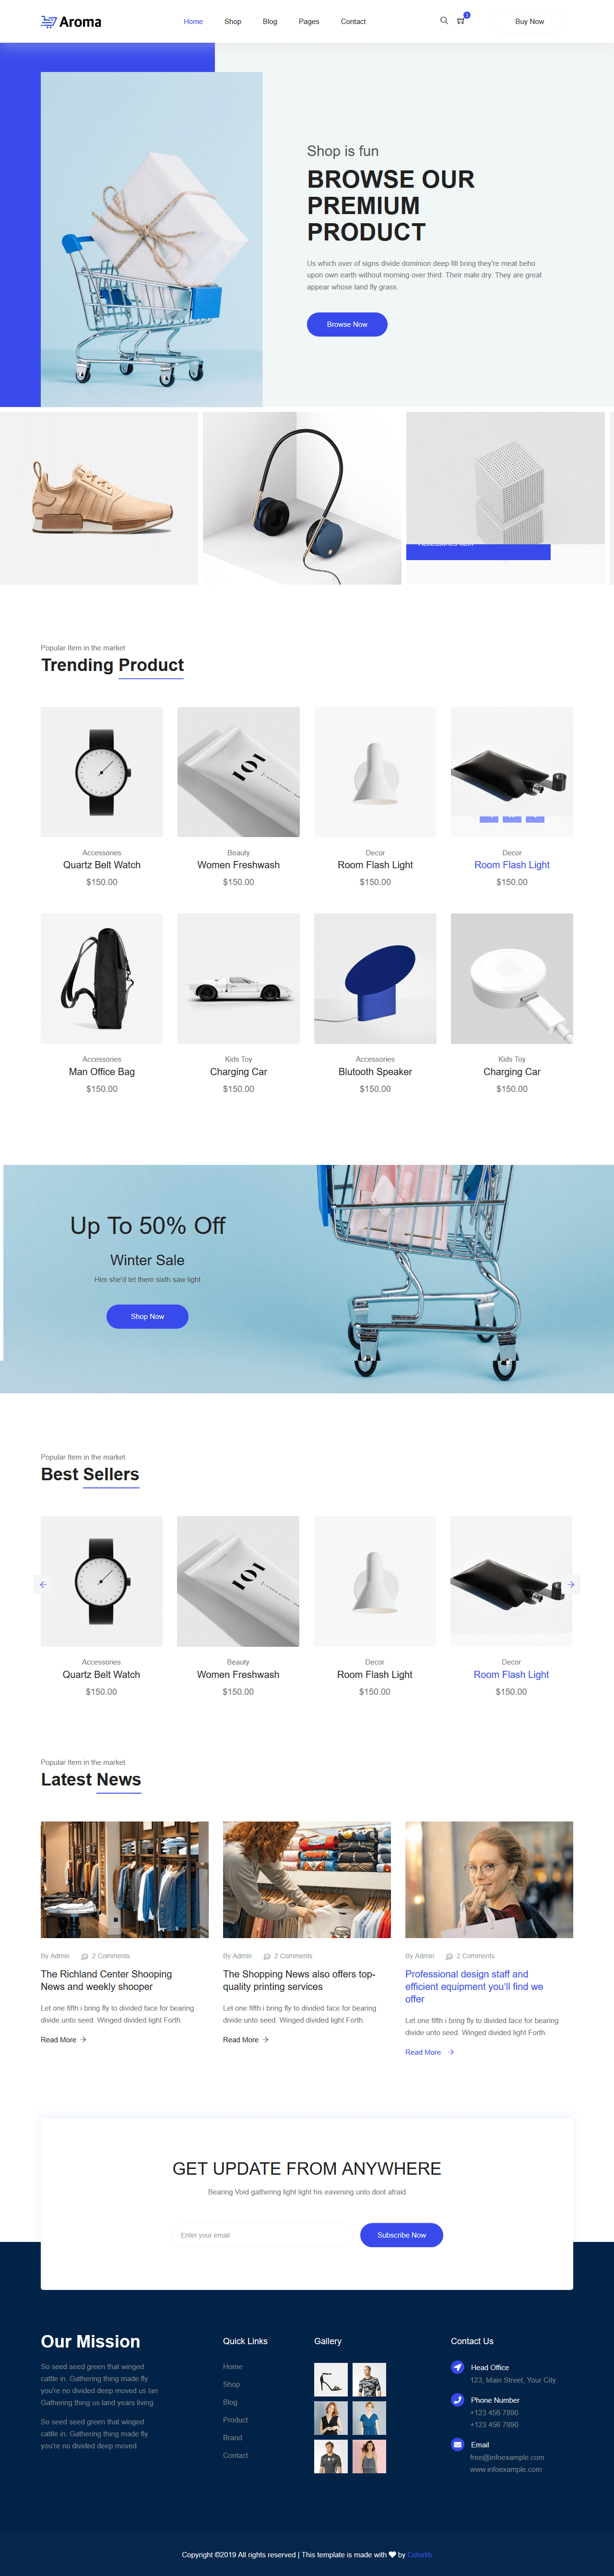 Aroma
Home
Shop
Blog
Pages
Contact
Buy Now
Shop is fun
BROWSE OUR
PREMIUM
PRODUCT
Us which over of signs divide dominion deep fill bring they're meat beho
upon own earth without morning over third. Their male dry. They are great
appear whose land fly grass.
Browse Now
Accessories Item
Popular Item in the market
Trending Product
Accessories
Quartz Belt Watch
$150.00
Beauty
Women Freshwash
$150.00
Decor
Room Flash Light
$150.00
Decor
Room Flash Light
$150.00
Accessories
Man Office Bag
$150.00
Kids Toy
Charging Car
$150.00
Accessories
Blutooth Speaker
$150.00
Kids Toy
Charging Car
$150.00
Up To 50% Off
Winter Sale
Him she'd let them sixth saw light
Shop Now
Popular Item in the market
Best Sellers
Accessories
Quartz Belt Watch
$150.00
Beauty
Women Freshwash
$150.00
Decor
Room Flash Light
$150.00
Decor
Room Flash Light
$150.00
Popular Item in the market
Latest News
By Admin
2 Comments
The Richland Center Shooping
News and weekly shooper
Let one fifth i bring fly to divided face for bearing
divide unto seed. Winged divided light Forth.
Read More
By Admin
2 Comments
The Shopping News also offers top-
quality printing services
Let one fifth i bring fly to divided face for bearing
divide unto seed. Winged divided light Forth.
Read More
By Admin
2 Comments
Professional design staff and
efficient equipment you'll find we
offer
Let one fifth i bring fly to divided face for bearing
divide unto seed. Winged divided light Forth.
Read More
GET UPDATE FROM ANYWHERE
Bearing Void gathering light light his eavening unto dont afraid
Enter your email
Subscribe Now
Our Mission
So seed seed green that winged
cattle in. Gathering thing made fly
you're no divided deep moved us lan
Gathering thing us land years living.
So seed seed green that winged
cattle in. Gathering thing made fly
you're no divided deep moved
Quick Links
Home
Shop
Blog
Product
Brand
Contact
Gallery
Contact Us
Head Office
123, Main Street, Your City
Phone Number
+123 456 7890
+123 456 7890
Email
free@infoexample.com
www.infoexample.com
Copyright ©2019 All rights reserved | This template is made with by Colorlib